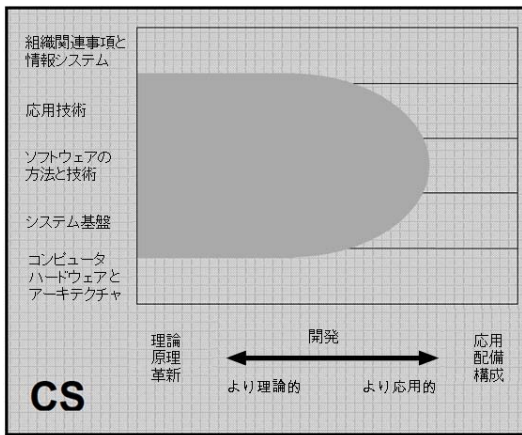 組織関連事項と
情報システム
応用技術
ソフトウェアの
方法と技術
システム基盤
コンピュータ
ハードウェアと
アーキテクチャ
理論
原理
革新
開発
応用
配備
構成
より理論的
より応用的
CS